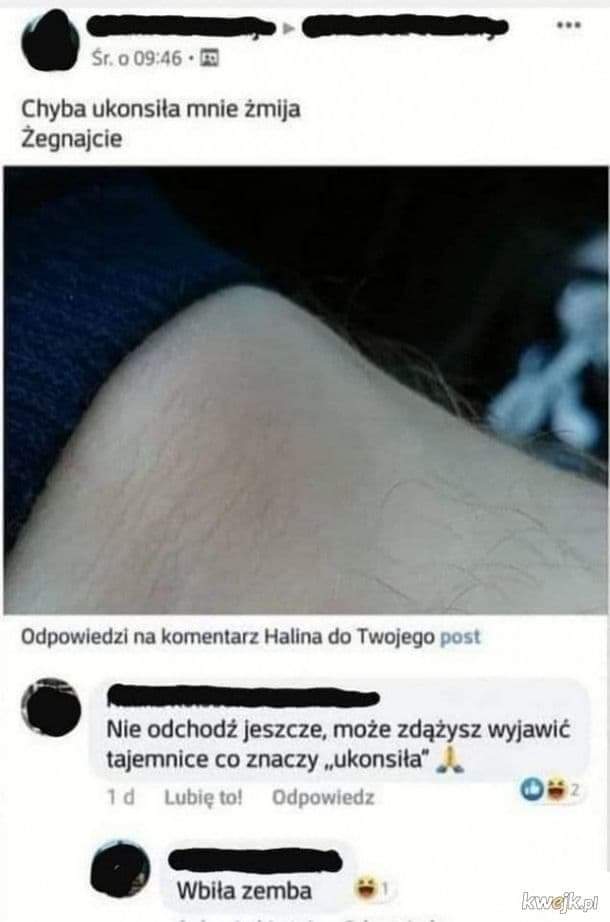 Śr. o 09:46 ·
Chyba ukonsiła mnie żmija
Żegnajcie
Odpowiedzi na komentarz Halina do Twojego post
Nie odchodź jeszcze, może zdążysz wyjawić
tajemnice co znaczy „ukonsiła" 🙏
1 d Lubię to! Odpowiedz 2
Wbiła zemba 1
kwejk.pl